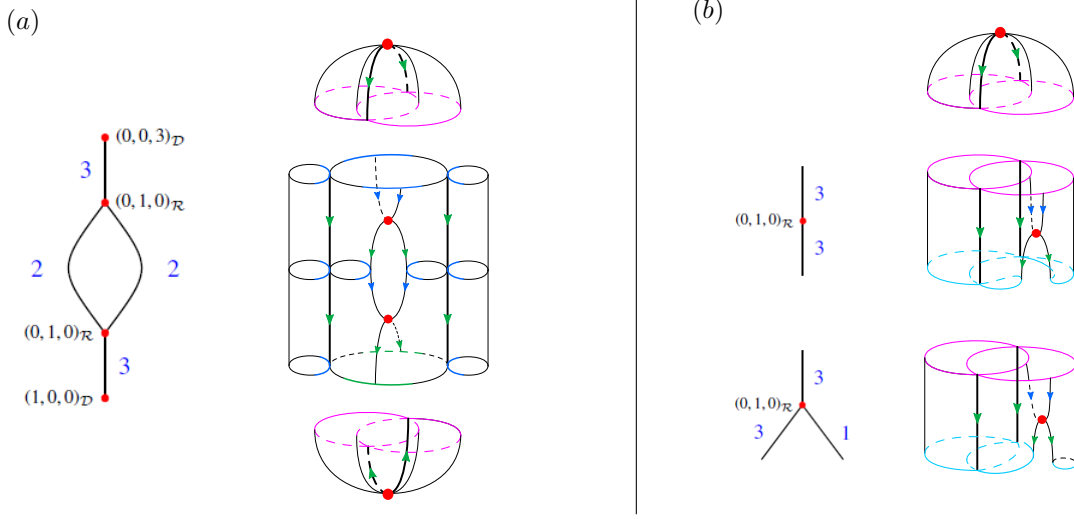 (a)
(0, 0, 3)𝒟
3
(0, 1, 0)ℛ
2 2
(0, 1, 0)ℛ
3
(1, 0, 0)𝒟
(b)
3
(0, 1, 0)ℛ
3
3
(0, 1, 0)ℛ
3 1